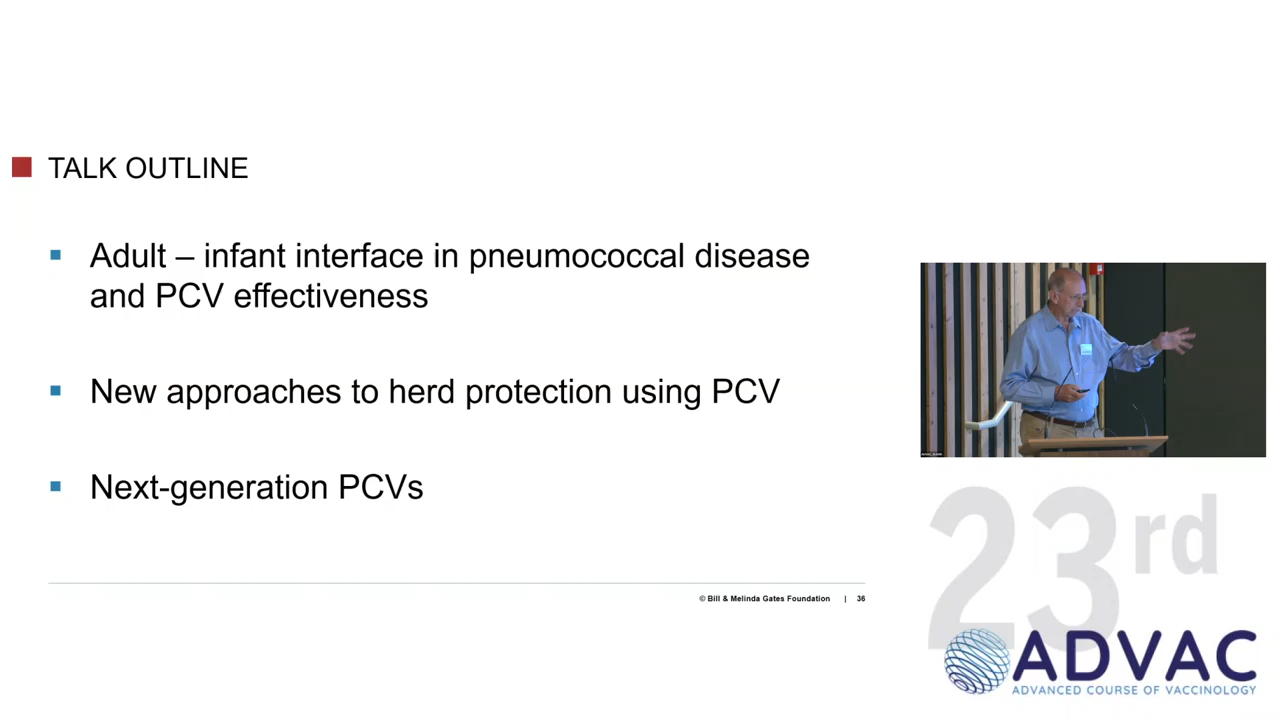 TALK OUTLINE
Adult – infant interface in pneumococcal disease
and PCV effectiveness
New approaches to herd protection using PCV
Next-generation PCVs
© Bill & Melinda Gates Foundation | 36
23rd
ADVAC
ADVANCED COURSE OF VACCINOLOGY